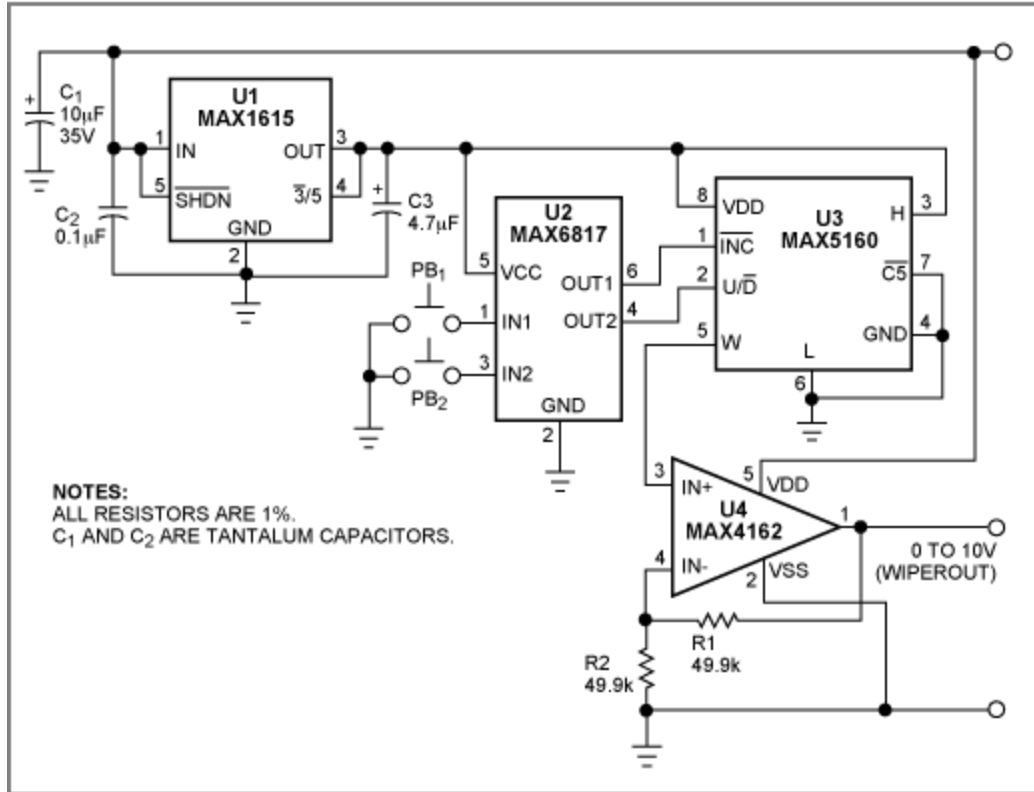 C1
10µF
35V
+
U1
MAX1615
1
IN
OUT
3
5
SHDN
3/5
4
GND
2
C2
0.1µF
+
C3
4.7µF
U2
MAX6817
5
VCC
OUT1
6
OUT2
4
1
IN1
3
IN2
GND
2
PB1
PB2
U3
MAX5160
8
VDD
H
3
1
INC
2
U/D
C5
7
5
W
GND
4
L
6
3
IN+
5
VDD
U4
MAX4162
1
4
IN-
2
VSS
0 TO 10V
(WIPEROUT)
R1
49.9k
R2
49.9k
NOTES:
ALL RESISTORS ARE 1%.
C1 AND C2 ARE TANTALUM CAPACITORS.